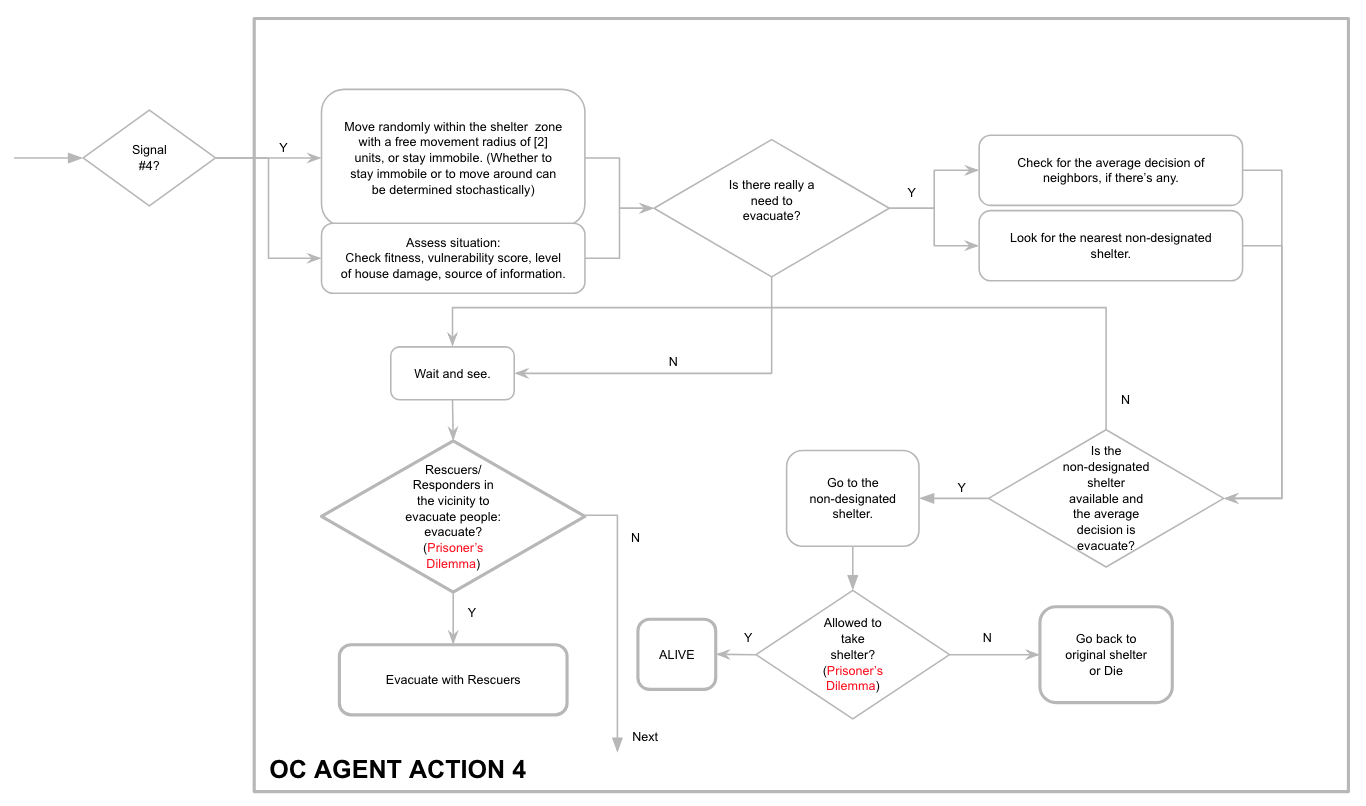 Signal
#4?
Y
Move randomly within the shelter  zone
with a free movement radius of [2]
units, or stay immobile. (Whether to
stay immobile or to move around can
be determined stochastically)
Assess situation:
Check fitness, vulnerability score, level
of house damage, source of information.
Is there really a
need to
evacuate?
Y
Check for the average decision of
neighbors, if there's any.
Look for the nearest non-designated
shelter.
N
Wait and see.
N
Is the
non-designated
shelter
available and
the average
decision is
evacuate?
Y
Go to the
non-designated
shelter.
Rescuers/
Responders in
the vicinity to
evacuate people:
evacuate?
(Prisoner's
Dilemma)
N
Y
Evacuate with Rescuers
Next
Allowed to
take
shelter?
(Prisoner's
Dilemma)
Y
ALIVE
N
Go back to
original shelter
or Die
OC AGENT ACTION 4